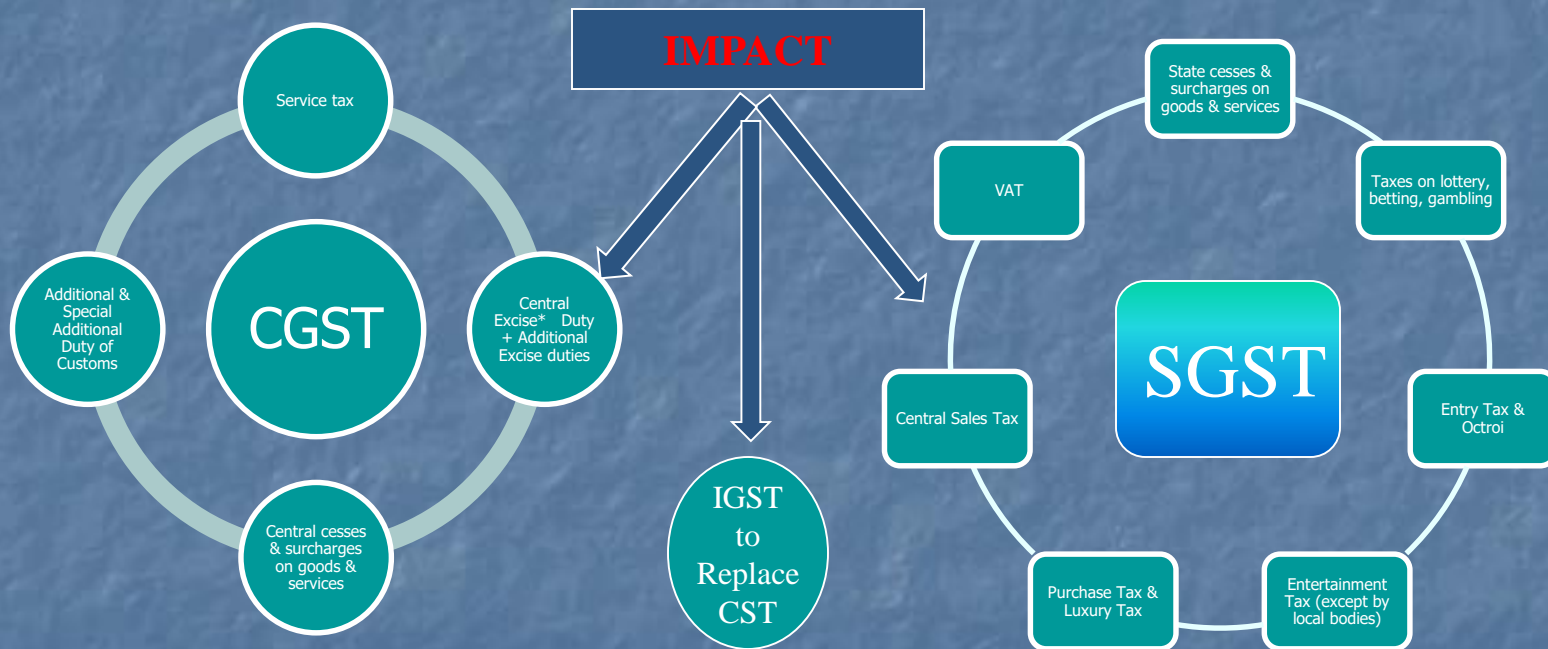 IMPACT
Service tax
Additional &
Special
Additional
Duty of
Customs
CGST
Central
Excise* Duty
+ Additional
Excise duties
Central cesses
& surcharges
on goods &
services
IGST
to
Replace
CST
State cesses &
surcharges on
goods & services
VAT
Taxes on lottery,
betting, gambling
SGST
Central Sales Tax
Entry Tax &
Octroi
Purchase Tax &
Luxury Tax
Entertainment
Tax (except by
local bodies)